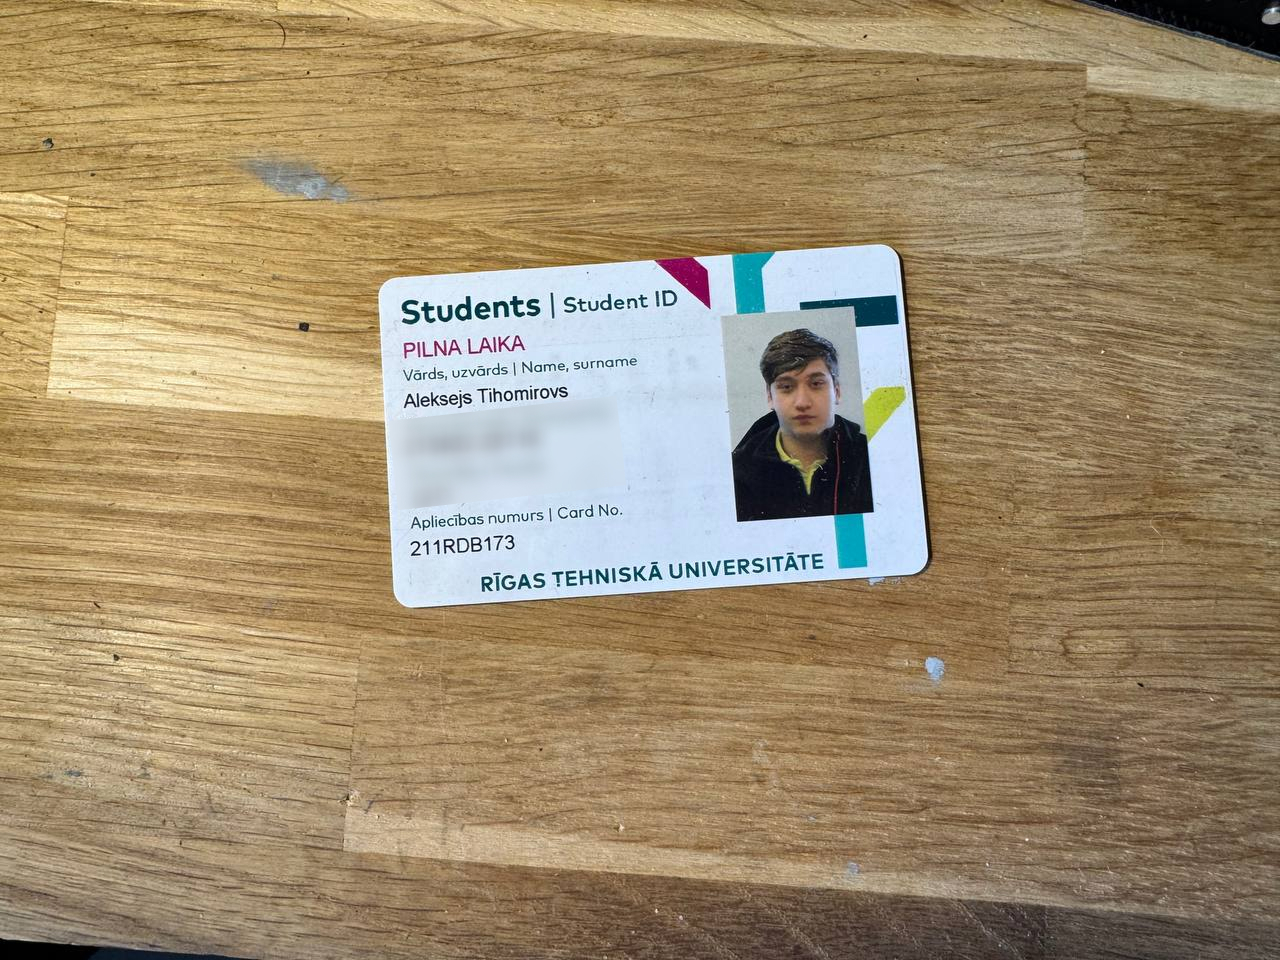 Students | Student ID
PILNA LAIKA
Vārds, uzvārds | Name, surname
Aleksejs Tihomirovs
Apliecības numurs | Card No.
211RDB173
RĪGAS TEHNISKĀ UNIVERSITĀTE